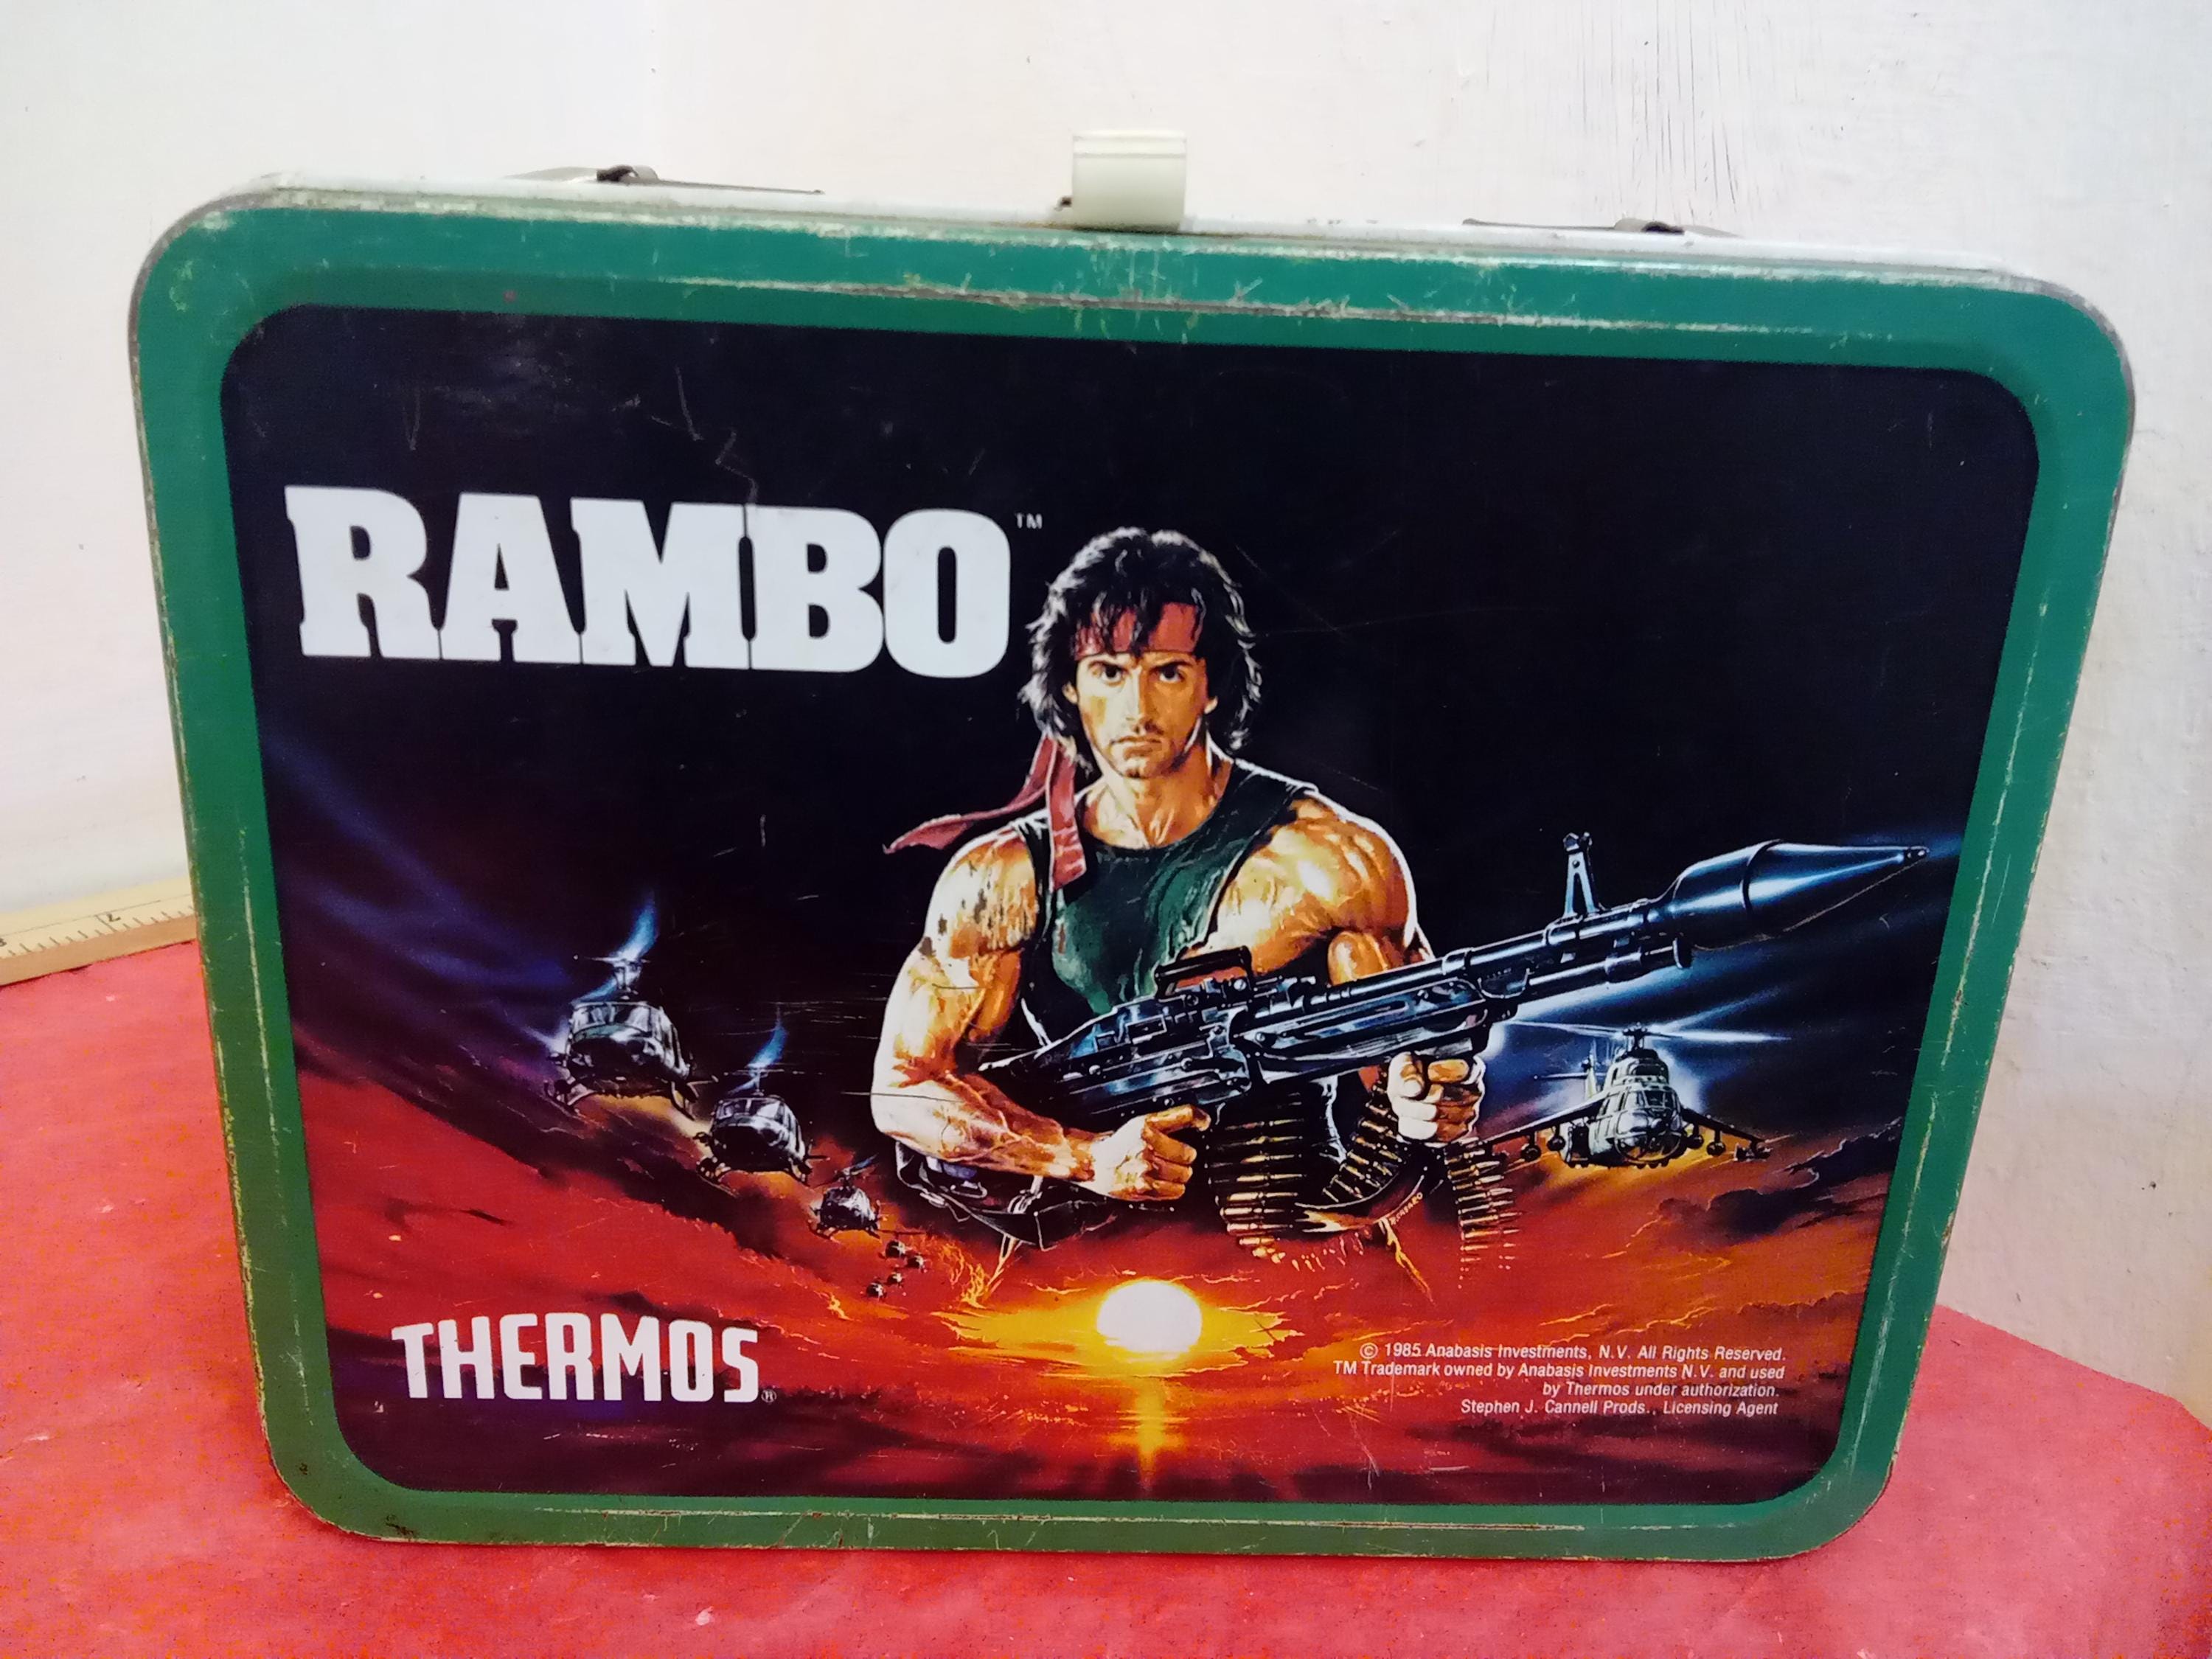 RAMBO™
THERMOS®
© 1985 Anabasis Investments, N.V. All Rights Reserved.
TM Trademark owned by Anabasis Investments N.V. and used
by Thermos under authorization.
Stephen J. Cannell Prods., Licensing Agent
2